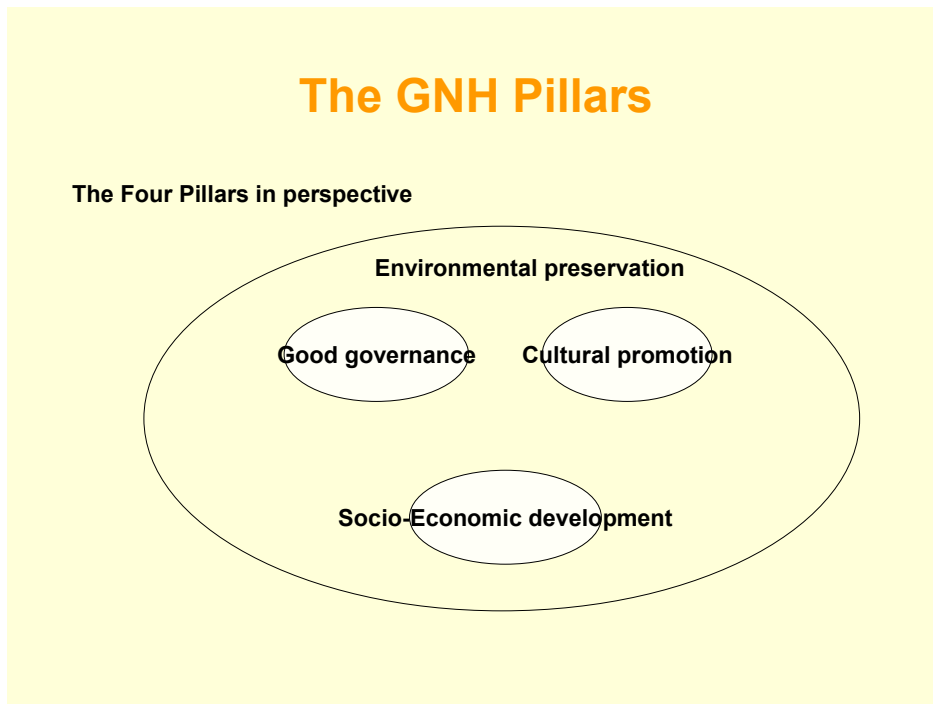 The GNH Pillars
The Four Pillars in perspective
Environmental preservation
Good governance
Cultural promotion
Socio-Economic development